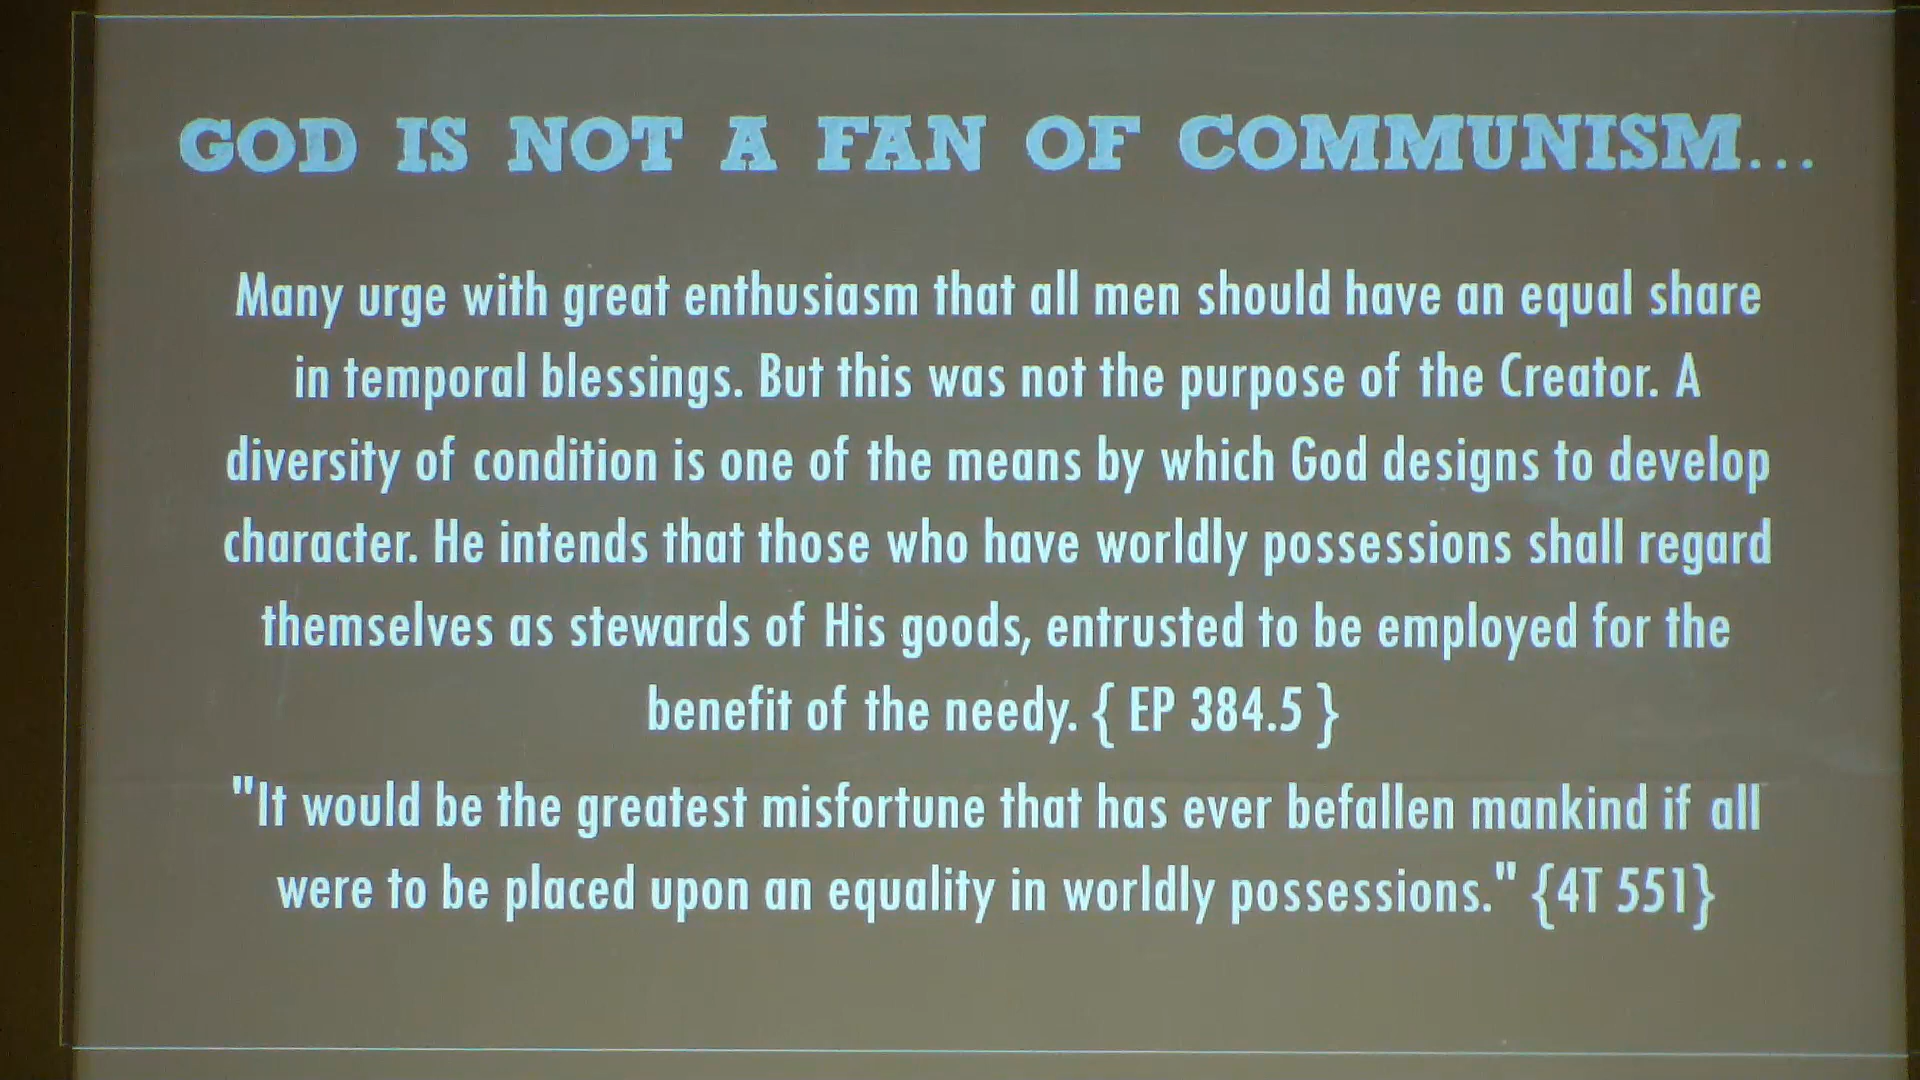 GOD IS NOT A FAN OF COMMUNISM...
Many urge with great enthusiasm that all men should have an equal share
in temporal blessings. But this was not the purpose of the Creator. A
diversity of condition is one of the means by which God designs to develop
character. He intends that those who have worldly possessions shall regard
themselves as stewards of His goods, entrusted to be employed for the
benefit of the needy. { EP 384.5 }
"It would be the greatest misfortune that has ever befallen mankind if all
were to be placed upon an equality in worldly possessions." {4T 551}